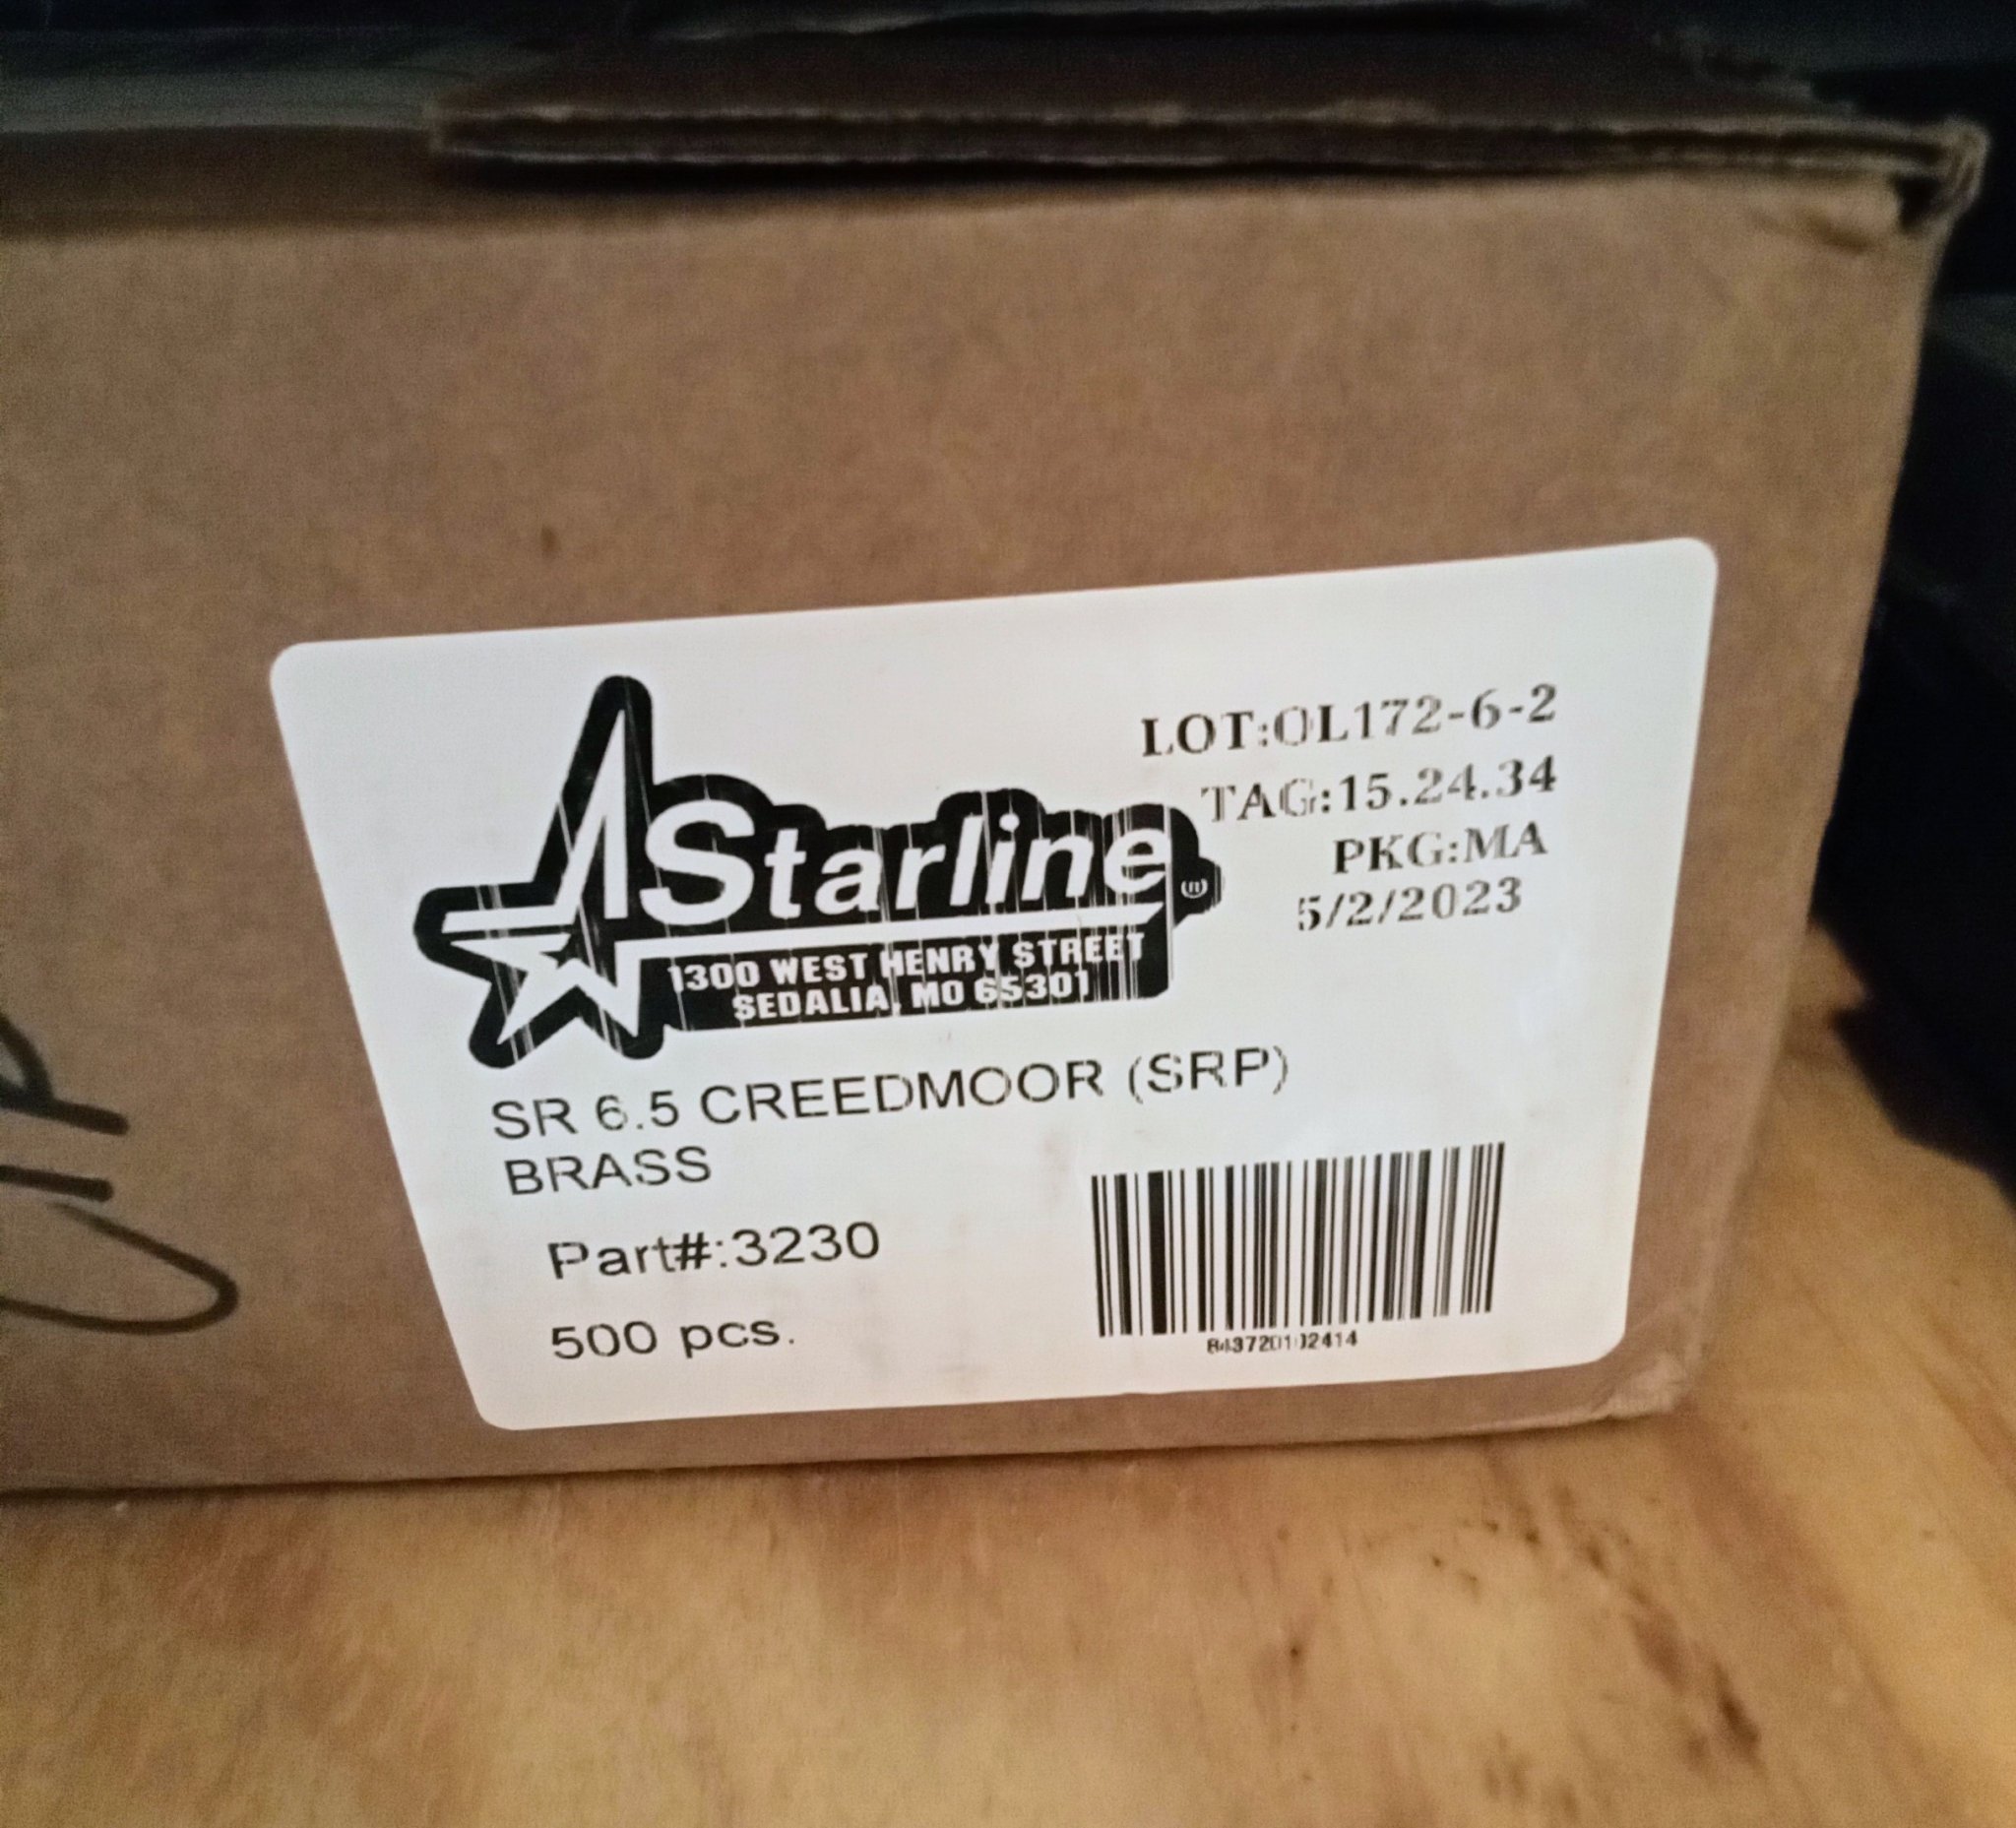 LOT:OL172-6-2
TAG:15.24.34
PKG:MA
5/2/2023
Starline®
1300 WEST HENRY STREET
SEDALIA, MO 65301
SR 6.5 CREEDMOOR (SRP)
BRASS
Part#:3230
500 pcs.